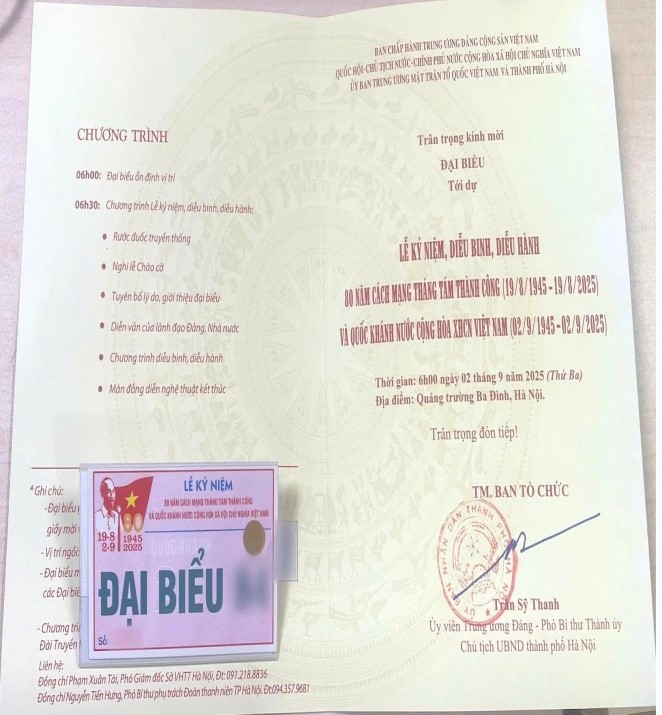 BAN CHẤP HÀNH TRUNG ƯƠNG ĐẢNG CỘNG SẢN VIỆT NAM
QUỐC HỘI-CHỦ TỊCH NƯỚC-CHÍNH PHỦ NƯỚC CỘNG HÒA XÃ HỘI CHỦ NGHĨA VIỆT NAM
ỦY BAN TRUNG ƯƠNG MẶT TRẬN TỔ QUỐC VIỆT NAM VÀ THÀNH PHỐ HÀ NỘI
CHƯƠNG TRÌNH
06h00: Đại biểu ổn định vị trí
06h30: Chương trình Lễ kỷ niệm, diễu binh, diễu hành:
• Rước đuốc truyền thống
• Nghi lễ Chào cờ
• Tuyên bố lý do, giới thiệu đại biểu
• Diễn văn của lãnh đạo Đảng, Nhà nước
• Chương trình diễu binh, diễu hành
• Màn đồng diễn nghệ thuật kết thúc
Trân trọng kính mời
ĐẠI BIỂU
Tới dự
LỄ KỶ NIỆM, DIỄU BINH, DIỄU HÀNH
80 NĂM CÁCH MẠNG THÁNG TÁM THÀNH CÔNG (19/8/1945-19/8/2025)
VÀ QUỐC KHÁNH NƯỚC CỘNG HÒA XHCN VIỆT NAM (02/9/1945-02/9/2025)
Thời gian: 6h00 ngày 02 tháng 9 năm 2025 (Thứ Ba)
Địa điểm: Quảng trường Ba Đình, Hà Nội.
Trân trọng đón tiếp!
TM. BAN TỔ CHỨC
ỦY BAN NHÂN DÂN THÀNH PHỐ HÀ NỘI
Trần Sỹ Thanh
Ủy viên Trung ương Đảng - Phó Bí thư Thành ủy
Chủ tịch UBND thành phố Hà Nội
*Ghi chú:
-Đại biểu
giấy mời
- Vị trí ngồi:
- Đại biểu
các Đại
- Chương
Đài Truyền
Liên hệ:
Đồng chí Phạm Xuân Tài, Phó Giám đốc Sở VHTT Hà Nội, Đt: 091.218.8836
Đồng chí Nguyễn Tiến Hưng, Phó Bí thư phụ trách Đoàn thanh niên TP Hà Nội. Đt:094.357.9681
LỄ KỶ NIỆM
80 NĂM CÁCH MẠNG THÁNG TÁM THÀNH CÔNG
VÀ QUỐC KHÁNH NƯỚC CỘNG HÒA XÃ HỘI CHỦ NGHĨA VIỆT NAM
80
19-8 1945
2-9 2025
QUỐC KHÁNH
ĐẠI BIỂU
Số: